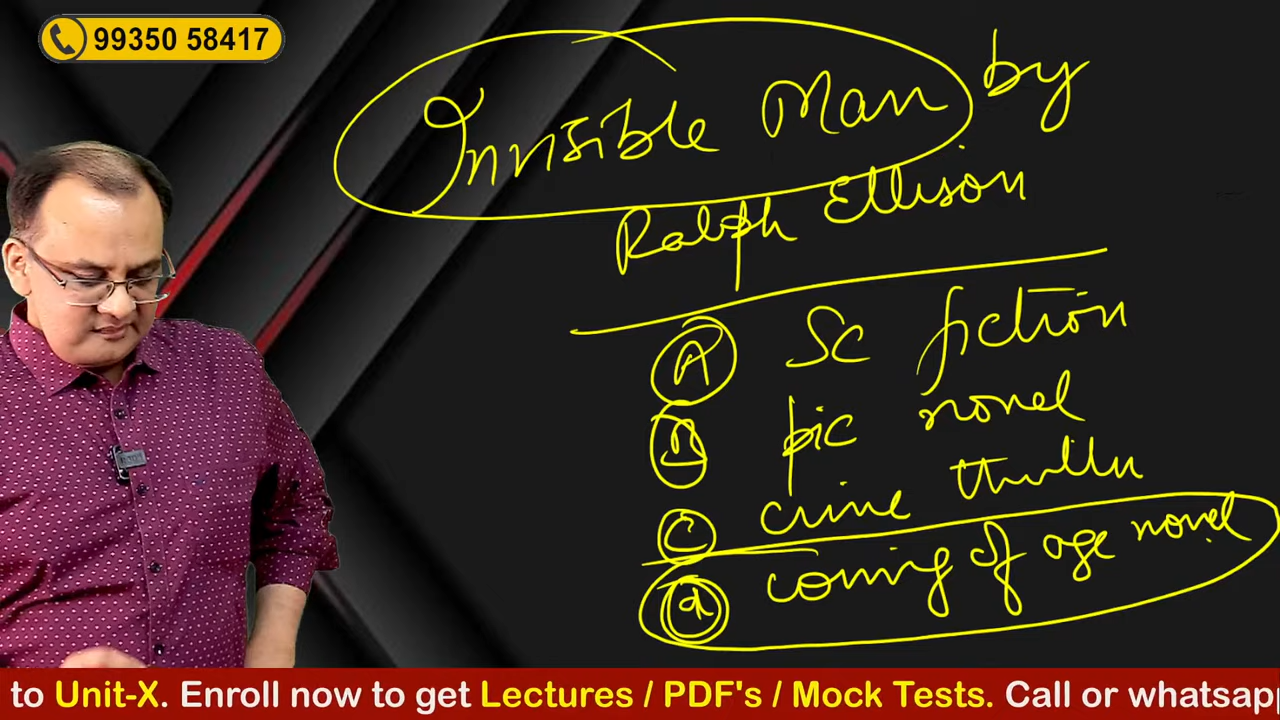 99350 58417
Invisible Man by
Ralph Ellison
A Sc fiction
B pic novel
C crime thriller
d coming of age novel
to Unit-X. Enroll now to get Lectures / PDF's / Mock Tests. Call or whatsapp